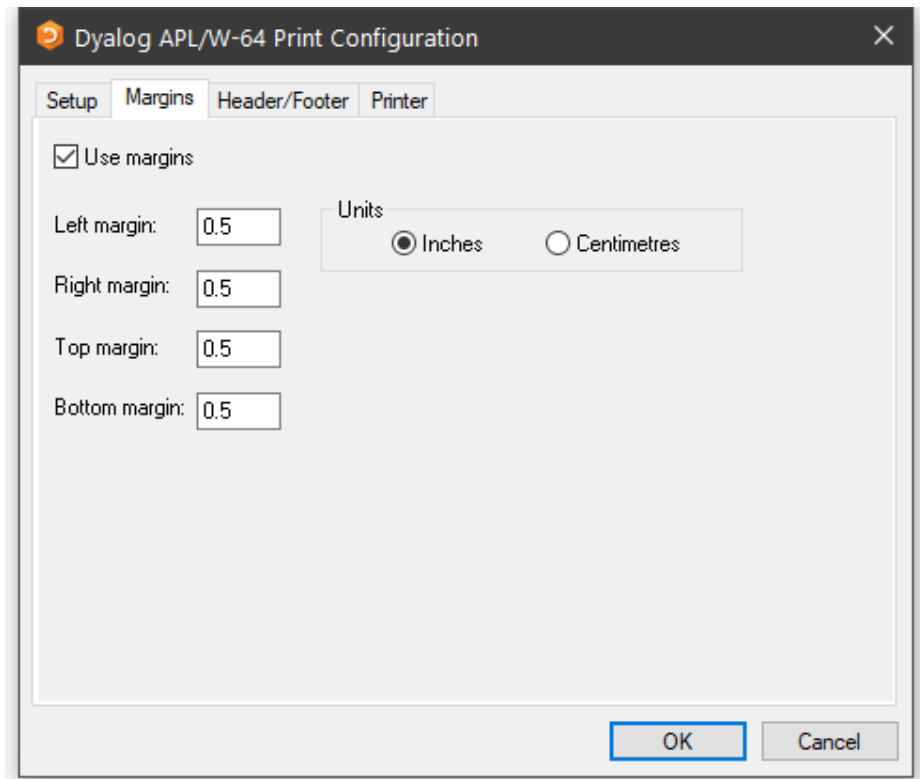 Dyalog APL/W-64 Print Configuration
Setup Margins Header/Footer Printer
Use margins
Units
Left margin: 0.5
Inches Centimetres
Right margin: 0.5
Top margin: 0.5
Bottom margin: 0.5
OK Cancel